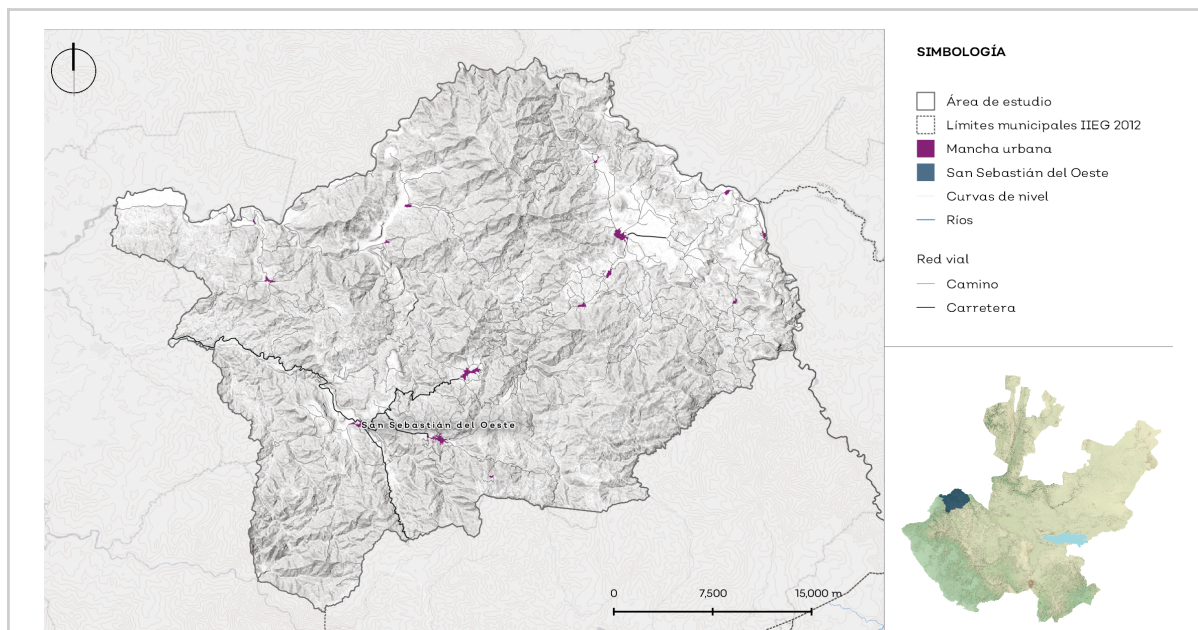 SIMBOLOGÍA
Área de estudio
Límites municipales IIEG 2012
Mancha urbana
San Sebastián del Oeste
Curvas de nivel
Ríos
Red vial
Camino
Carretera
San Sebastián del Oeste
0 7,500 15,000 m